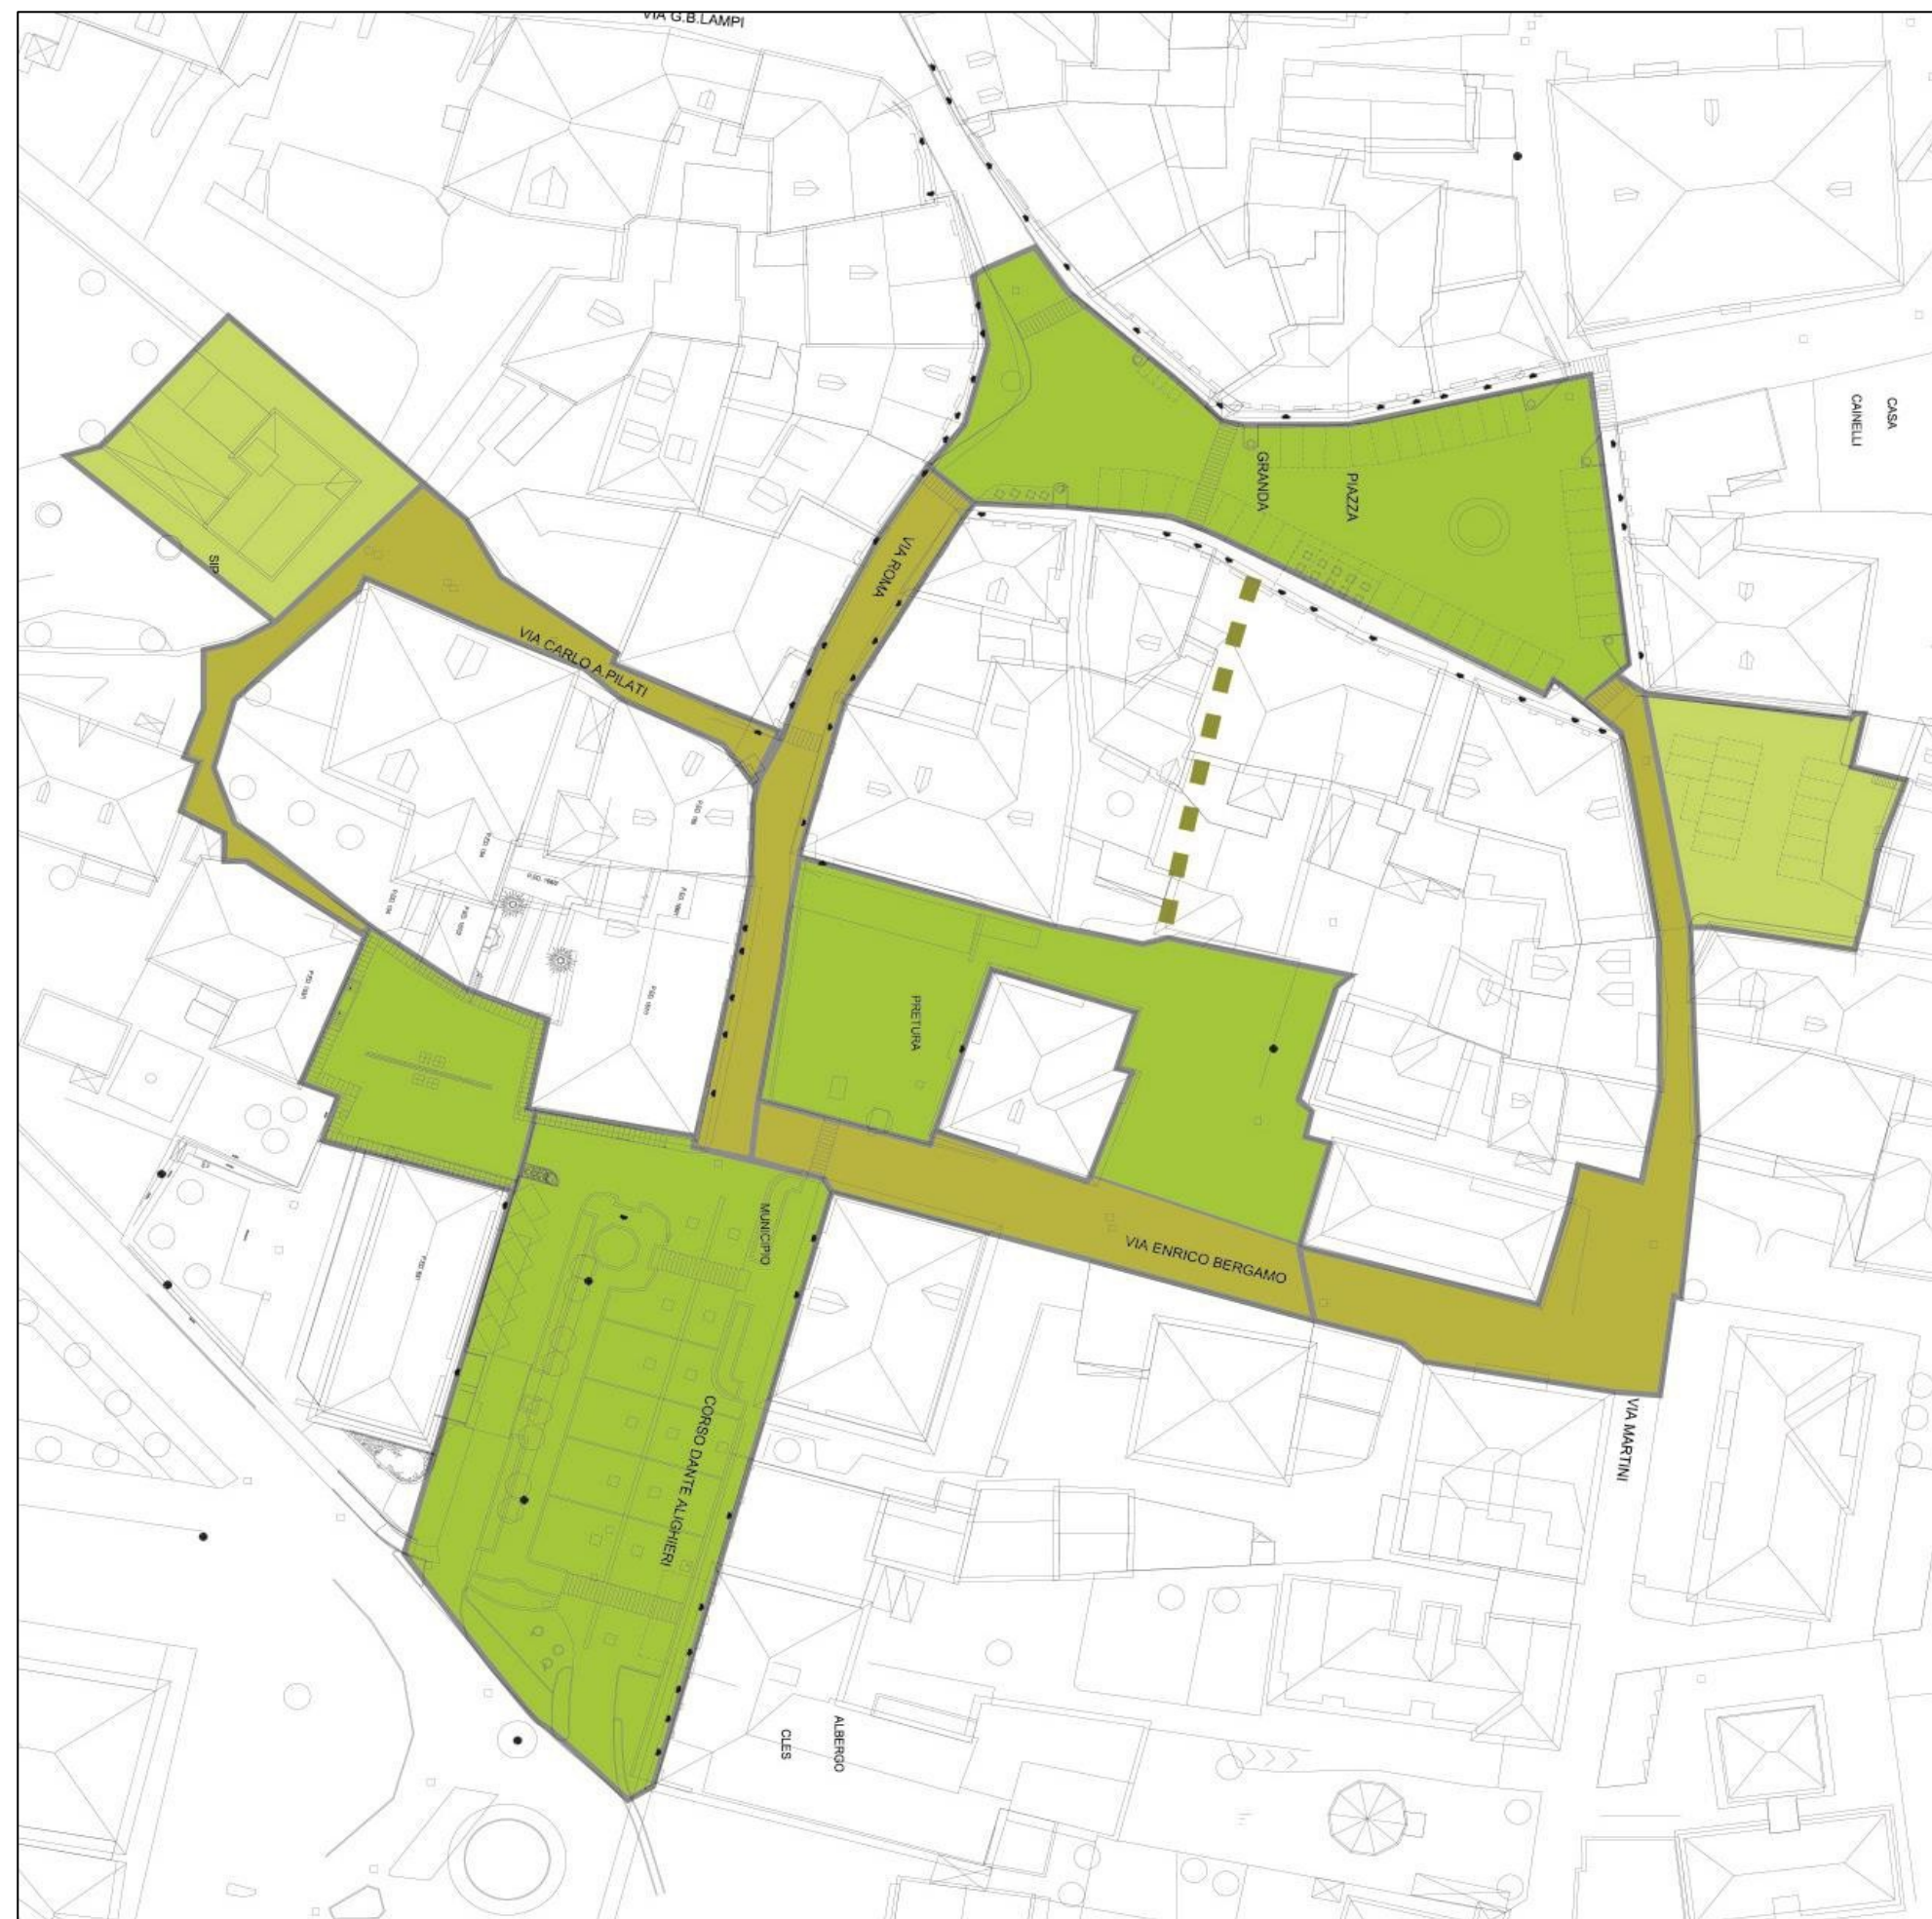 VIA G.B.LAMPI
CASA
CAINELLI
PIAZZA
GRANDA
VIA ROMA
SIP
VIA CARLO A.PILATI
PRETURA
MUNICIPIO
VIA ENRICO BERGAMO
CORSO DANTE ALIGHIERI
VIA MARTINI
ALBERGO
CLES